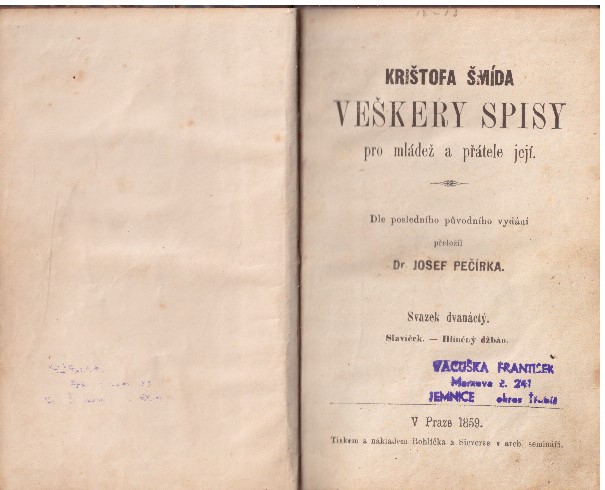 KRIŠTOFA ŠMÍDA
VEŠKERY SPISY
pro mládež a přátele její.
Dle posledního původního vydání
přeložil
Dr. JOSEF PEČÍRKA.
Svazek dvanáctý.
Slavíček. — Hliněný džbán.
VACUŠKA FRANTIŠEK
č. 241
JEMNICE okres
V Praze 1859.
Tiskem a nákladem Rohlíčka a Sieverse v arcb. semináři.